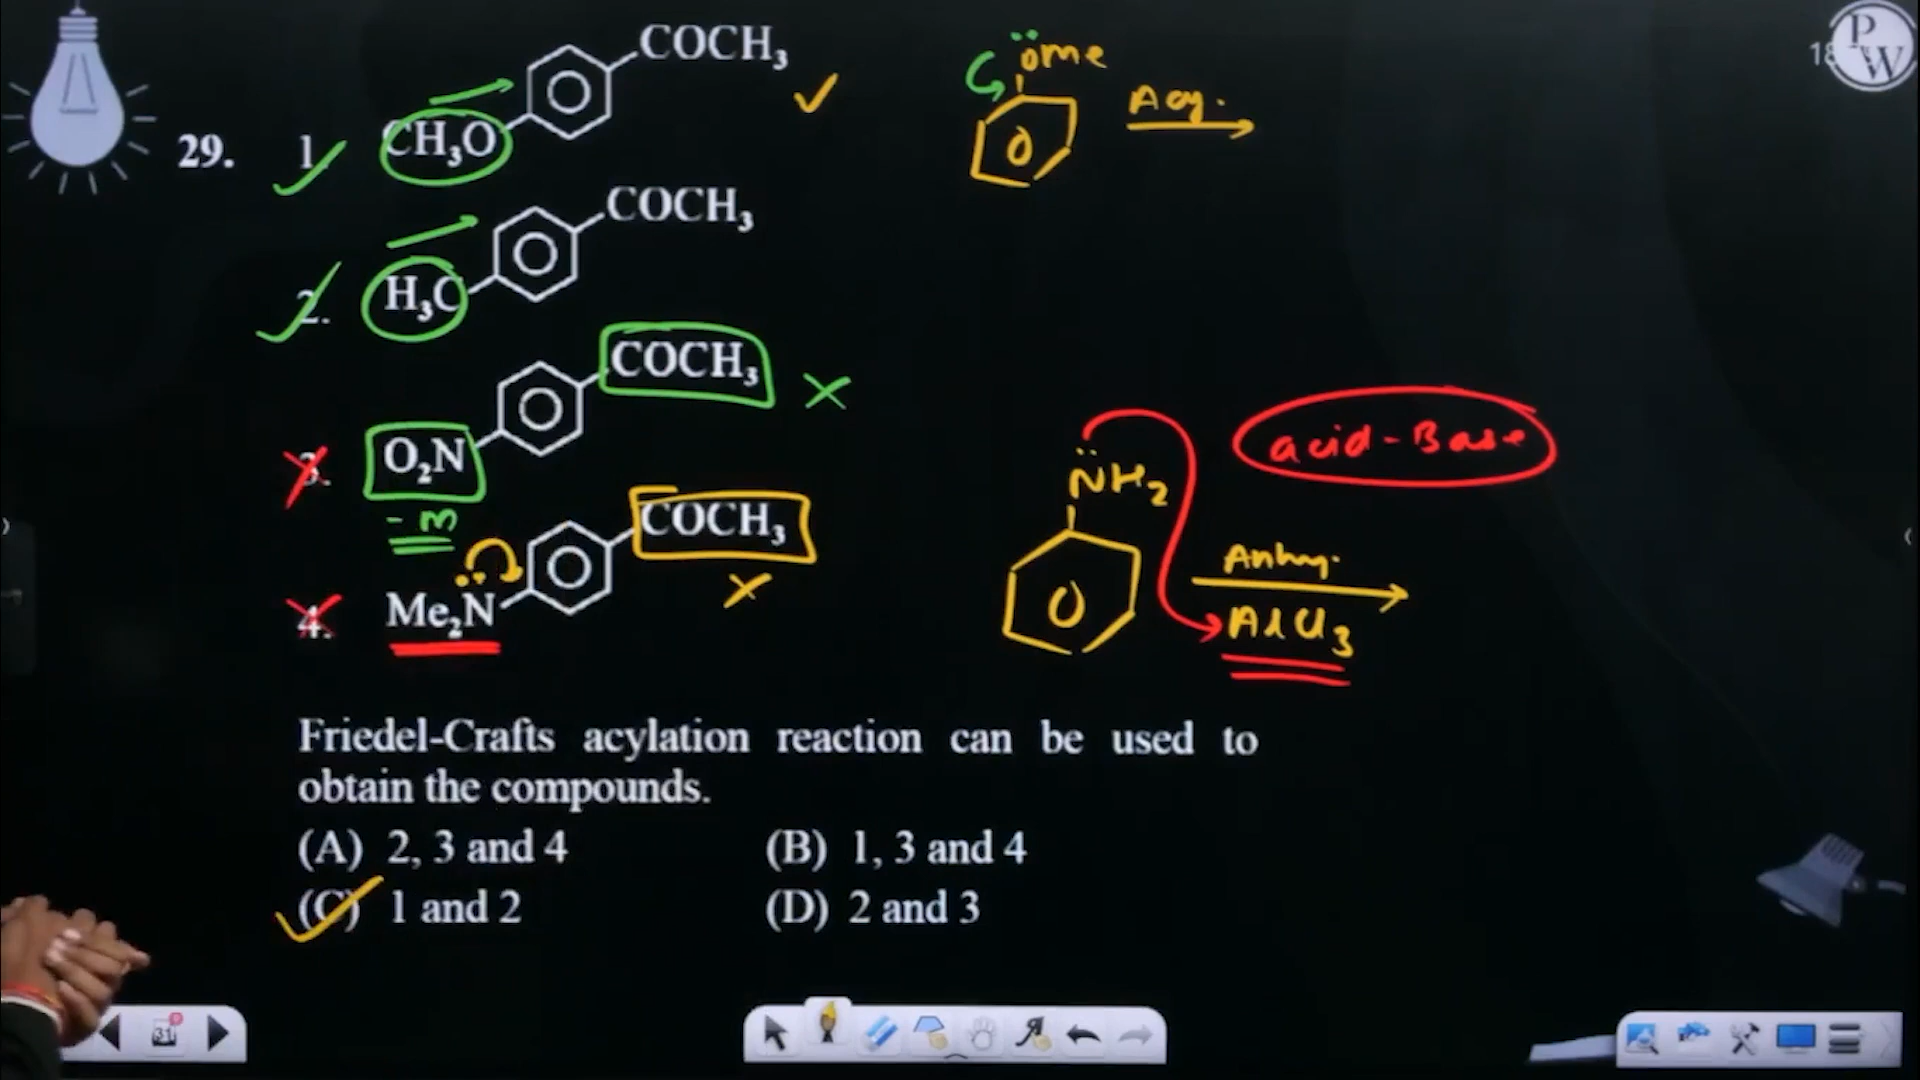 COCH₃
29. 1. CH₃O
öme
Acy.
PW
COCH₃
2. H₃C
COCH₃
3. O₂N
-m
COCH₃
4. Me₂N
acid-Base
NH₂
Anhy.
AlCl₃
Friedel-Crafts acylation reaction can be used to
obtain the compounds.
(A) 2, 3 and 4 (B) 1, 3 and 4
(C) 1 and 2 (D) 2 and 3
31